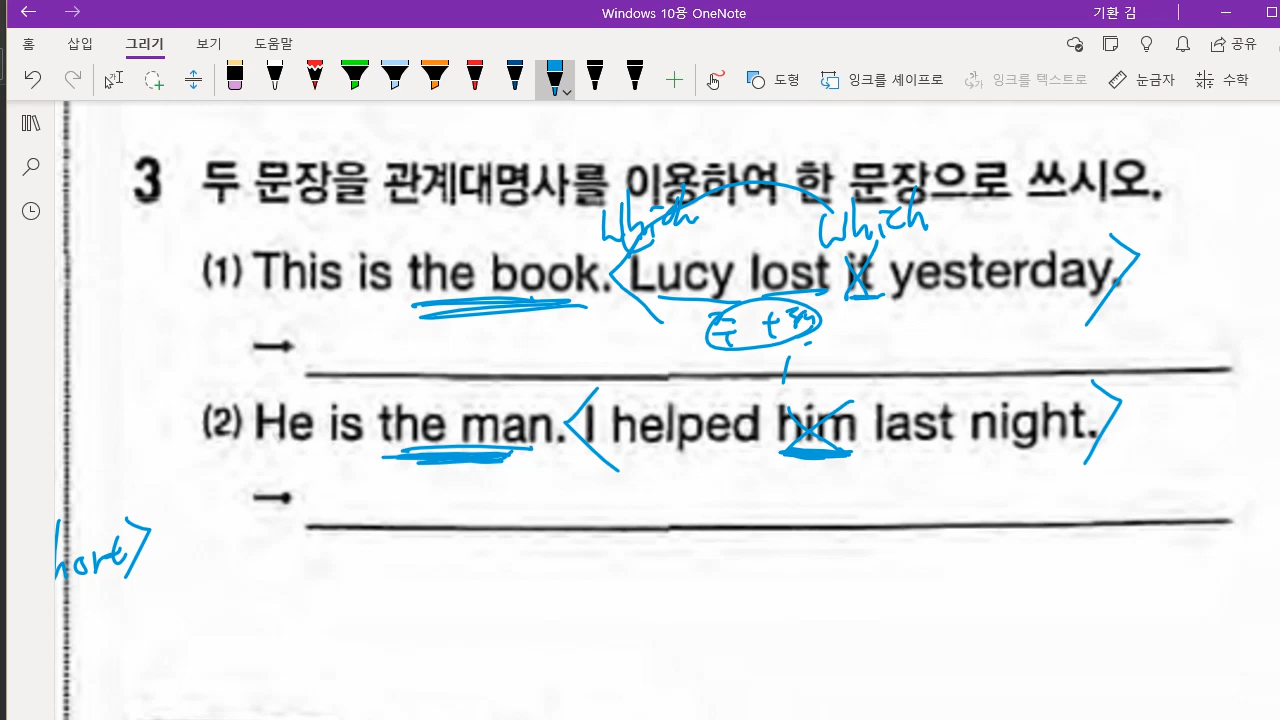 Windows 10용 OneNote
기환 김
홈 삽입 그리기 보기 도움말
공유
도형 잉크를 셰이프로 잉크를 텍스트로 눈금자 수학
3 두 문장을 관계대명사를 이용하여 한 문장으로 쓰시오.
which which
(1) This is the book. Lucy lost it yesterday.
→
(2) He is the man. I helped him last night.
→